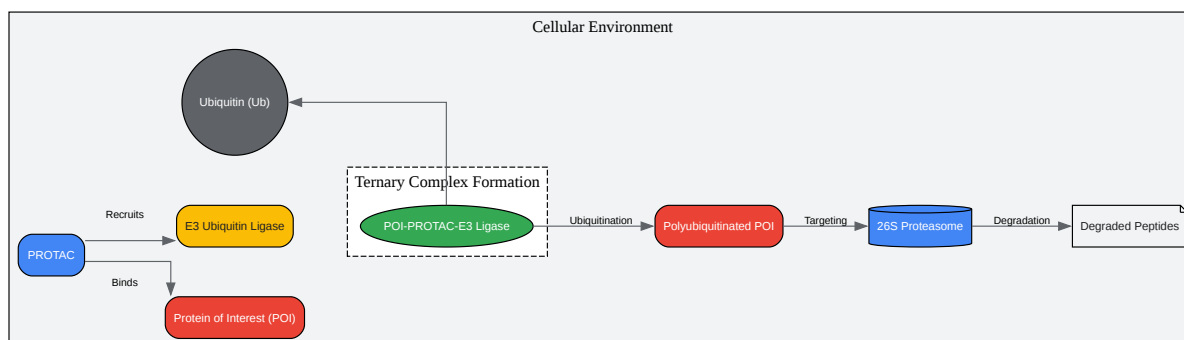 Cellular Environment
Ubiquitin (Ub)
Ternary Complex Formation
Recruits
E3 Ubiquitin Ligase
POI-PROTAC-E3 Ligase
Ubiquitination
Polyubiquitinated POI
Targeting
26S Proteasome
Degradation
Degraded Peptides
PROTAC
Binds
Protein of Interest (POI)